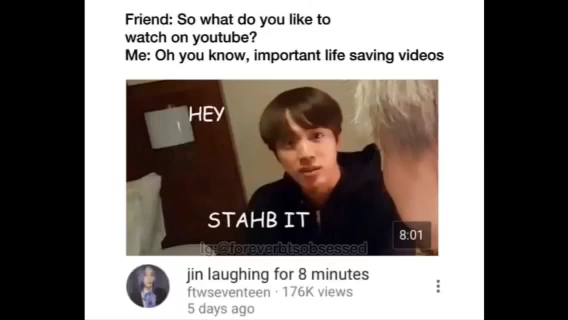 Friend: So what do you like to
watch on youtube?
Me: Oh you know, important life saving videos
HEY
STAHB IT
Ig:@foreverbtsobsessed
8:01
jin laughing for 8 minutes
ftwseventeen · 176K views
5 days ago